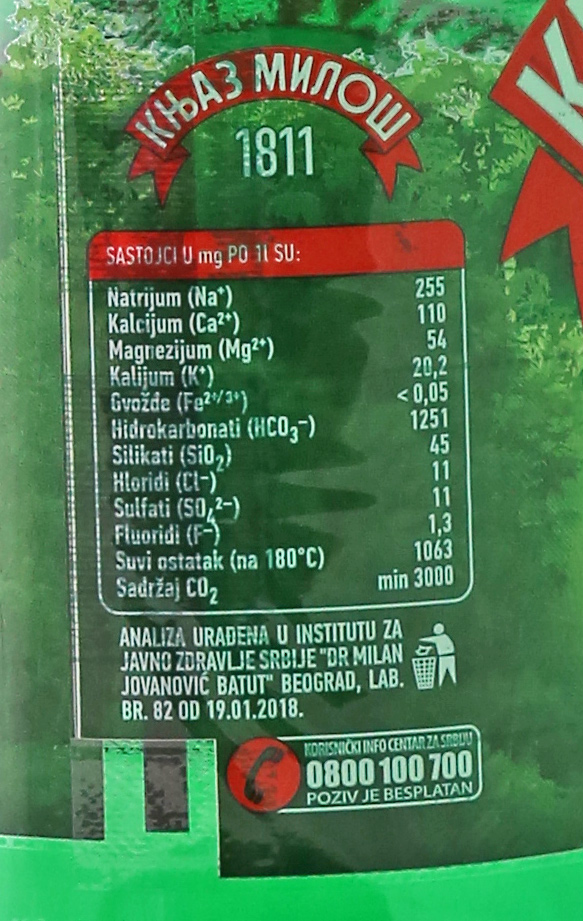 КЊАЗ МИЛОШ
1811
SASTOJCI U mg PO 1l SU:
Natrijum (Na⁺) 255
Kalcijum (Ca²⁺) 110
Magnezijum (Mg²⁺) 54
Kalijum (K⁺) 20,2
Gvožđe (Fe²⁺/³⁺) <0,05
Hidrokarbonati (HCO₃⁻) 1251
Silikati (SiO₂) 45
Hloridi (Cl⁻) 11
Sulfati (SO₄²⁻) 11
Fluoridi (F⁻) 1,3
Suvi ostatak (na 180°C) 1063
Sadržaj CO₂ min 3000
ANALIZA URAĐENA U INSTITUTU ZA
JAVNO ZDRAVLJE SRBIJE "DR MILAN
JOVANOVIĆ BATUT" BEOGRAD, LAB.
BR. 82 OD 19.01.2018.
KORISNIČKI INFO CENTAR ZA SRBIJU
0800 100 700
POZIV JE BESPLATAN